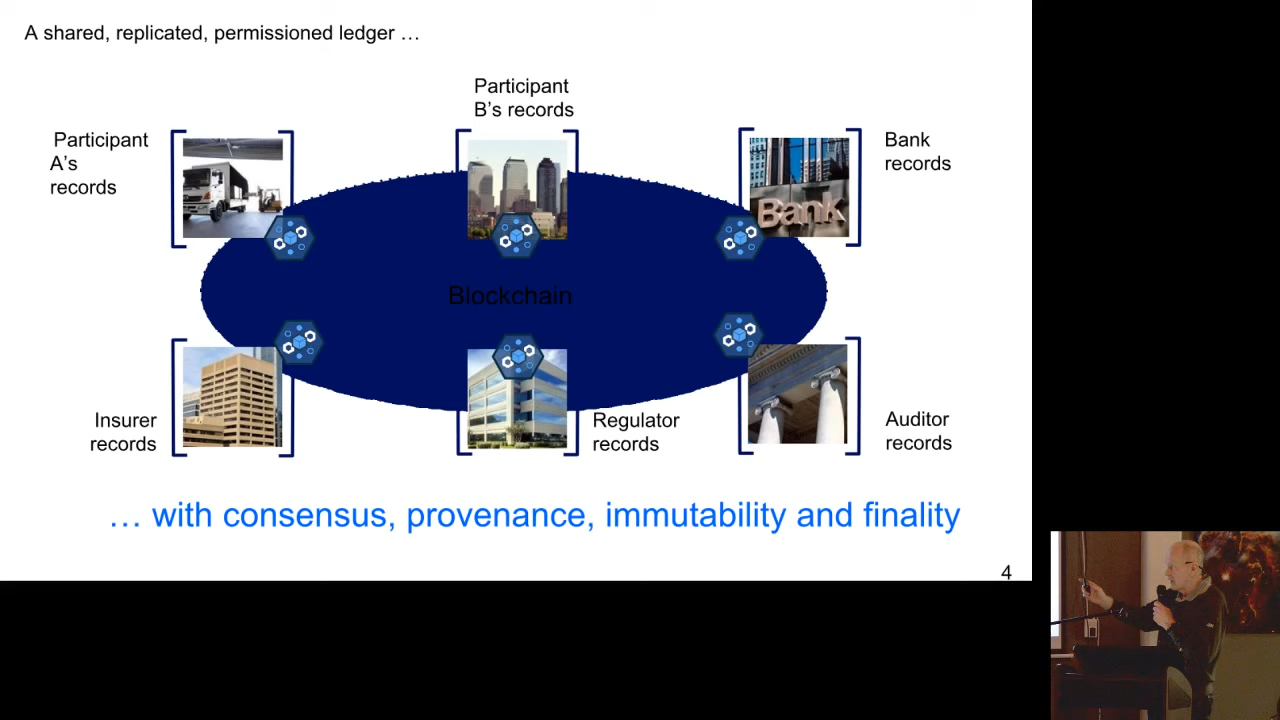 A shared, replicated, permissioned ledger …
Participant
B’s records
Participant
A’s
records
Bank
records
Bank
Blockchain
Insurer
records
Regulator
records
Auditor
records
… with consensus, provenance, immutability and finality
4